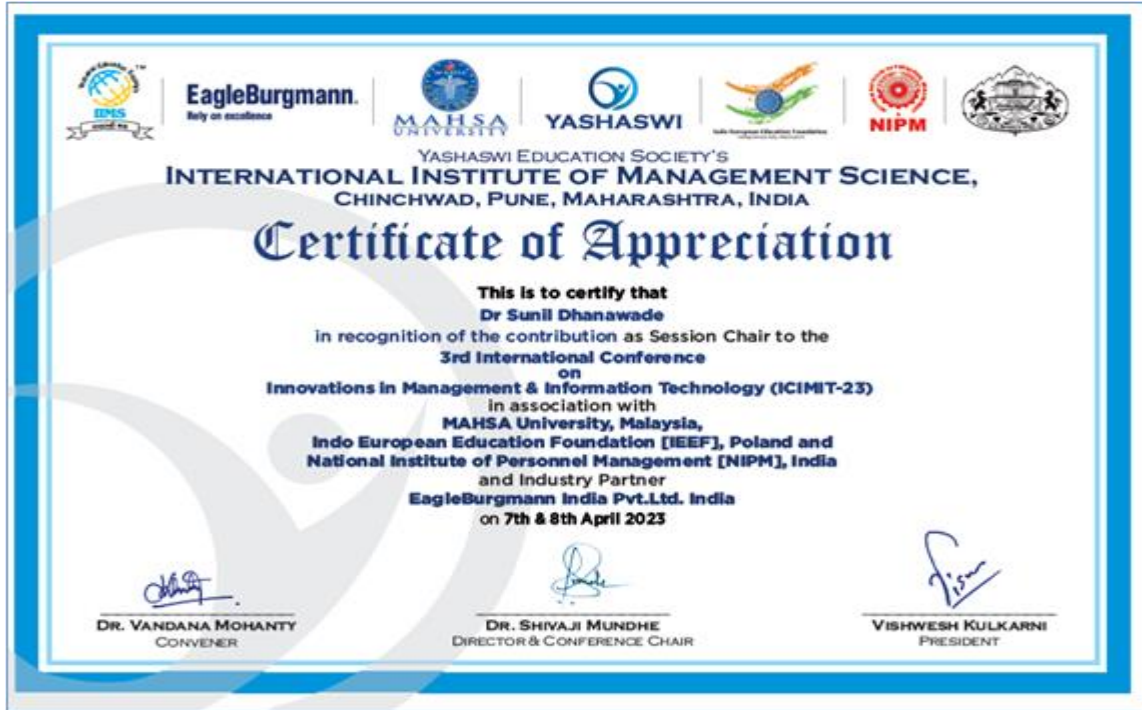 IIMS
EagleBurgmann.
Rely on excellence
MAHSA
UNIVERSITY
YASHASWI
Indo European Education Foundation
NIPM
YASHASWI EDUCATION SOCIETY'S
INTERNATIONAL INSTITUTE OF MANAGEMENT SCIENCE,
CHINCHWAD, PUNE, MAHARASHTRA, INDIA
Certificate of Appreciation
This is to certify that
Dr Sunil Dhanawade
in recognition of the contribution as Session Chair to the
3rd International Conference
on
Innovations in Management & Information Technology (ICIMIT-23)
in association with
MAHSA University, Malaysia,
Indo European Education Foundation [IEEF], Poland and
National Institute of Personnel Management [NIPM], India
and Industry Partner
EagleBurgmann India Pvt.Ltd. India
on 7th & 8th April 2023
DR. VANDANA MOHANTY
CONVENER
DR. SHIVAJI MUNDHE
DIRECTOR & CONFERENCE CHAIR
VISHWESH KULKARNI
PRESIDENT